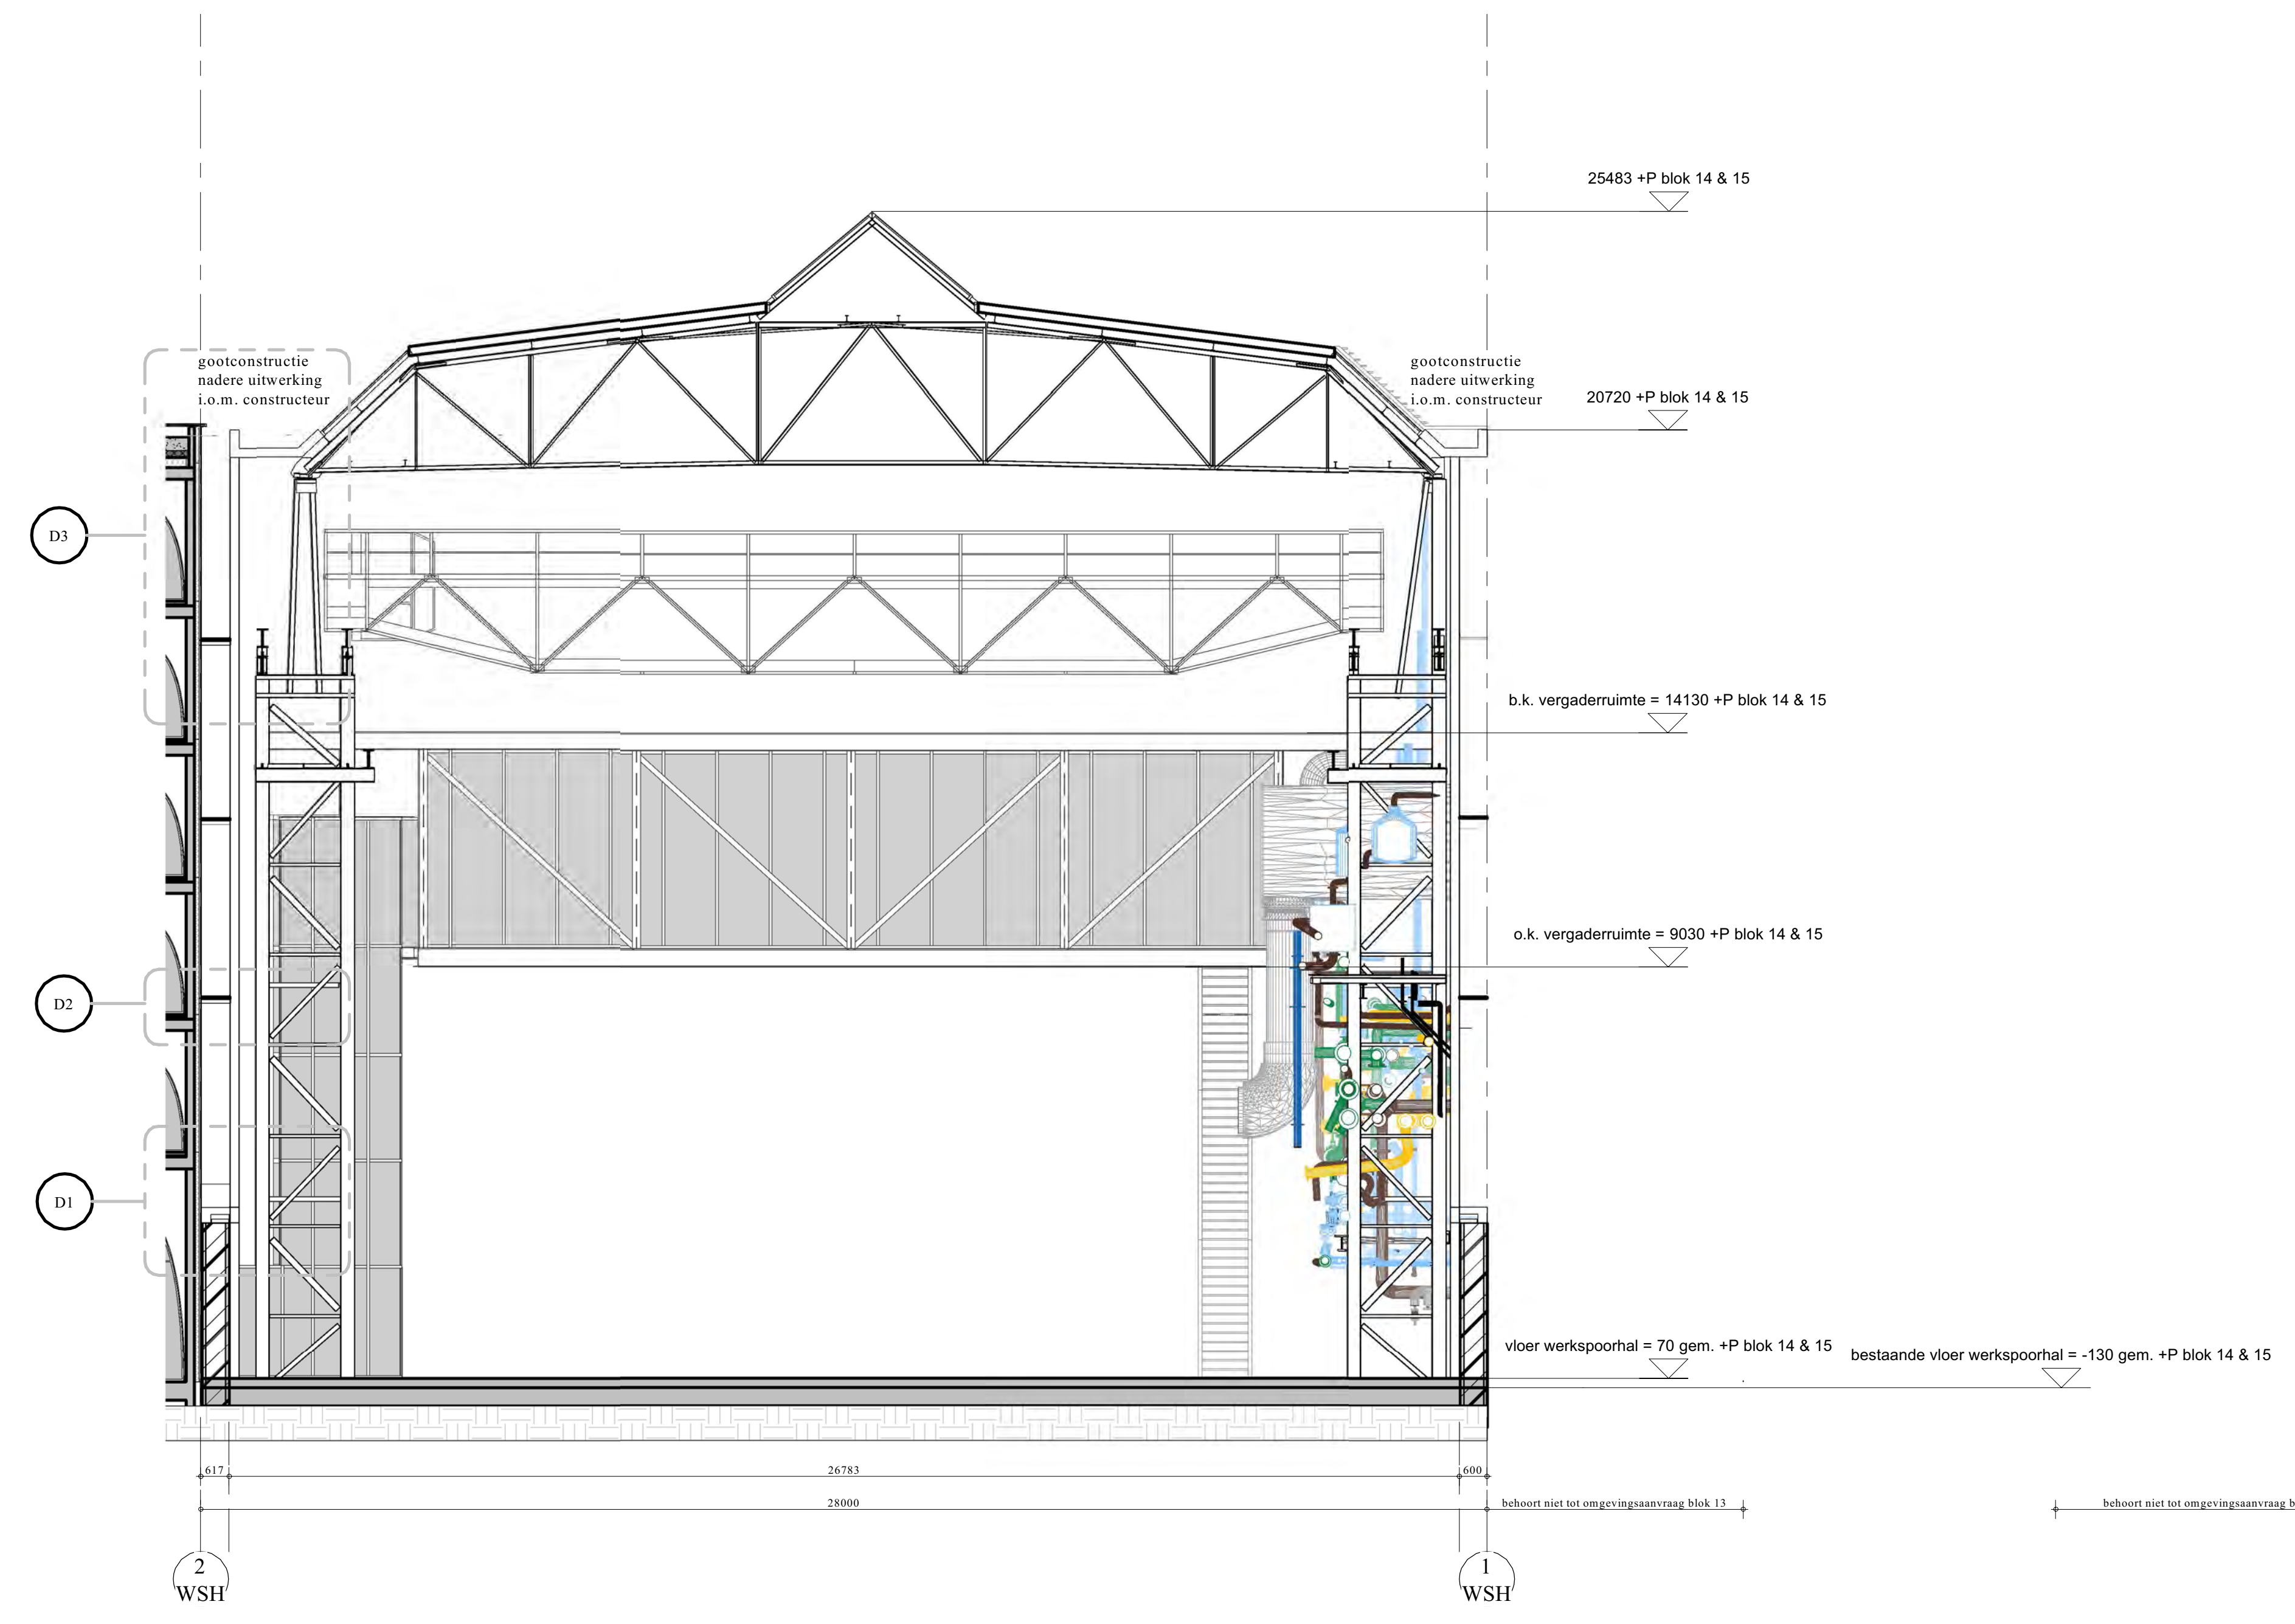 25483 +P blok 14 & 15
gootconstructie
nadere uitwerking
i.o.m. constructeur
gootconstructie
nadere uitwerking
i.o.m. constructeur
20720 +P blok 14 & 15
D3
b.k. vergaderruimte = 14130 +P blok 14 & 15
o.k. vergaderruimte = 9030 +P blok 14 & 15
D2
D1
vloer werkspoorhal = 70 gem. +P blok 14 & 15
bestaande vloer werkspoorhal = -130 gem. +P blok 14 & 15
617
26783
600
28000
behoort niet tot omgevingsaanvraag blok 13
behoort niet tot omgevingsaanvraag b
2
WSH
1
WSH